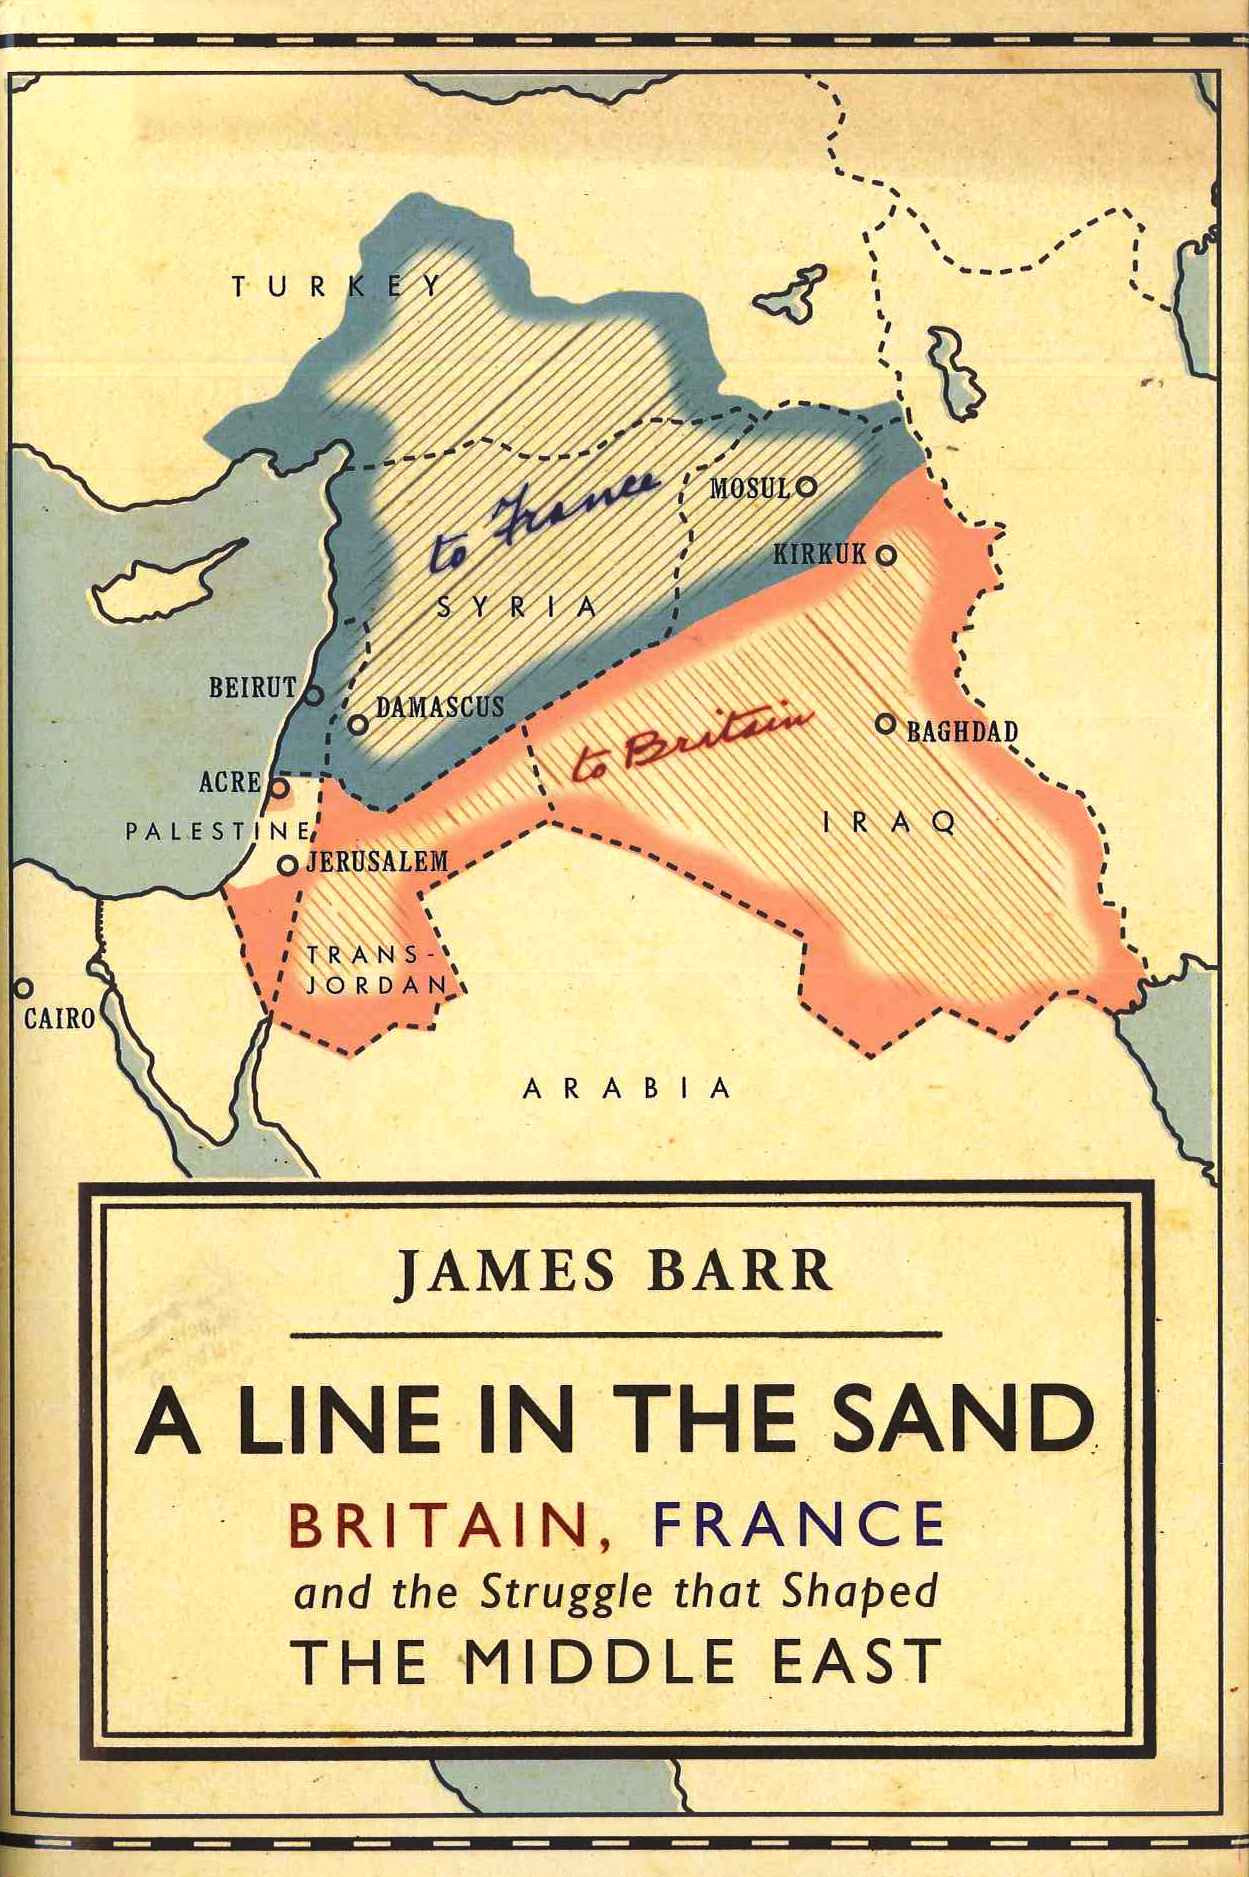 TURKEY
to France
MOSUL
KIRKUK
SYRIA
BEIRUT
DAMASCUS
to Britain
BAGHDAD
ACRE
PALESTINE
IRAQ
JERUSALEM
TRANS-
JORDAN
CAIRO
ARABIA
JAMES BARR
A LINE IN THE SAND
BRITAIN, FRANCE
and the Struggle that Shaped
THE MIDDLE EAST